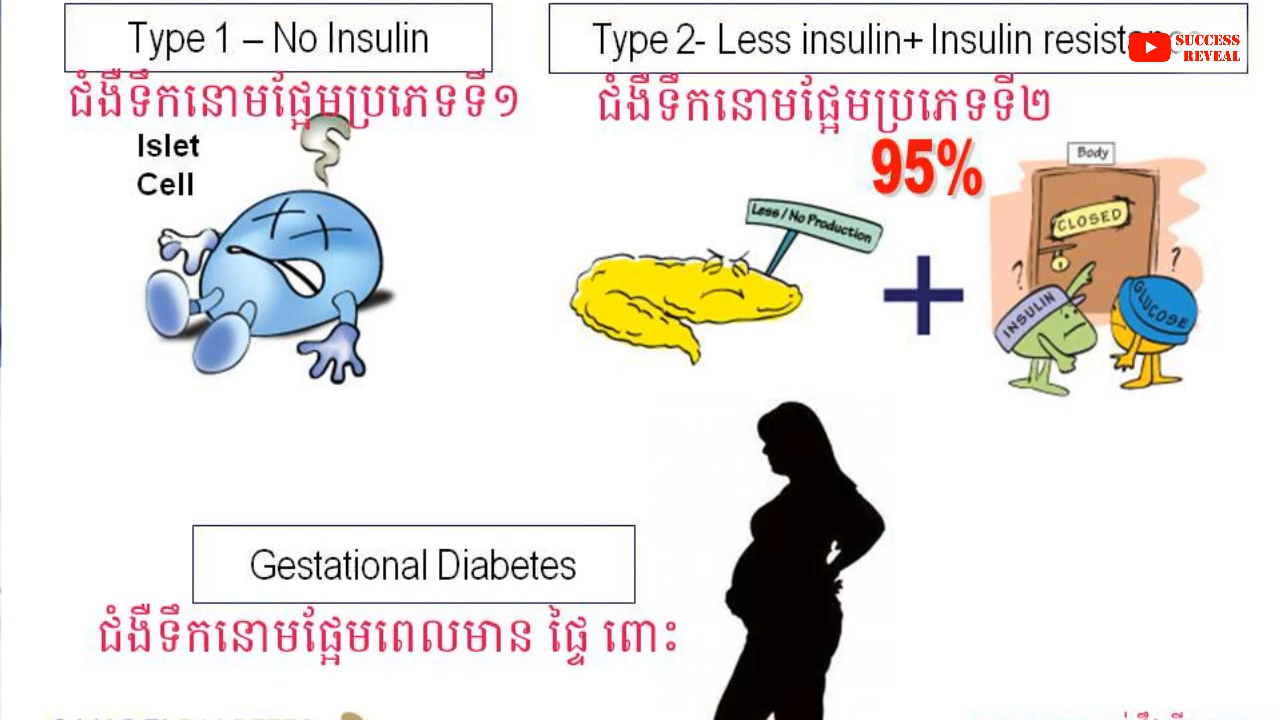 Type 1 – No Insulin
Type 2- Less insulin+ Insulin
SUCCESS
REVEAL
ជំងឺទឹកនោមផ្អែមប្រភេទទី១
ជំងឺទឹកនោមផ្អែមប្រភេទទី២
Islet
Cell
95%
Body
Less / No Production
CLOSED
?
?
INSULIN
GLUCOSE
+
Gestational Diabetes
ជំងឺទឹកនោមផ្អែមពេលមាន ផ្ទៃ ពោះ